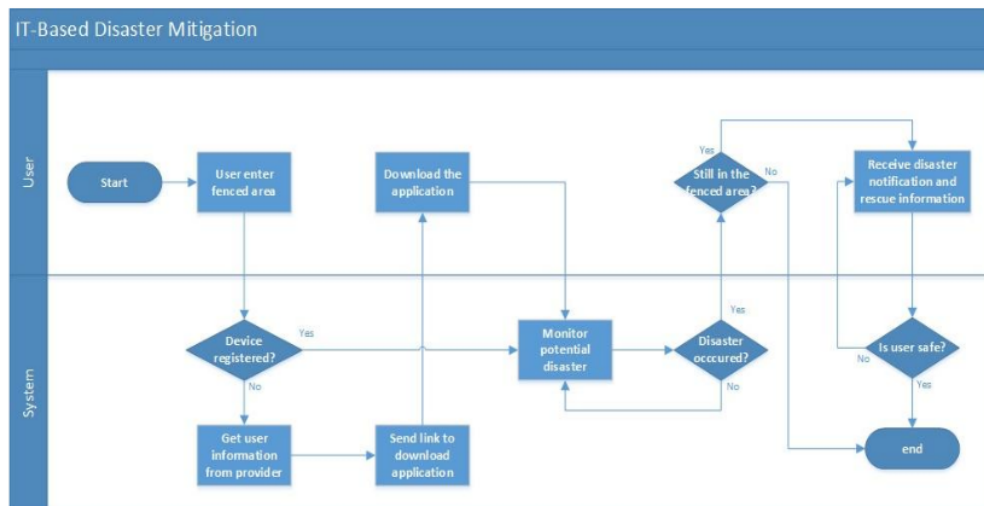 IT-Based Disaster Mitigation
User
Start
User enter
fenced area
Download the
application
Yes
Still in the
fenced area?
No
Receive disaster
notification and
rescue information
System
Device
registered?
Yes
No
Monitor
potential
disaster
Yes
Disaster
occcured?
No
Is user safe?
No
Yes
Get user
information
from provider
Send link to
download
application
end